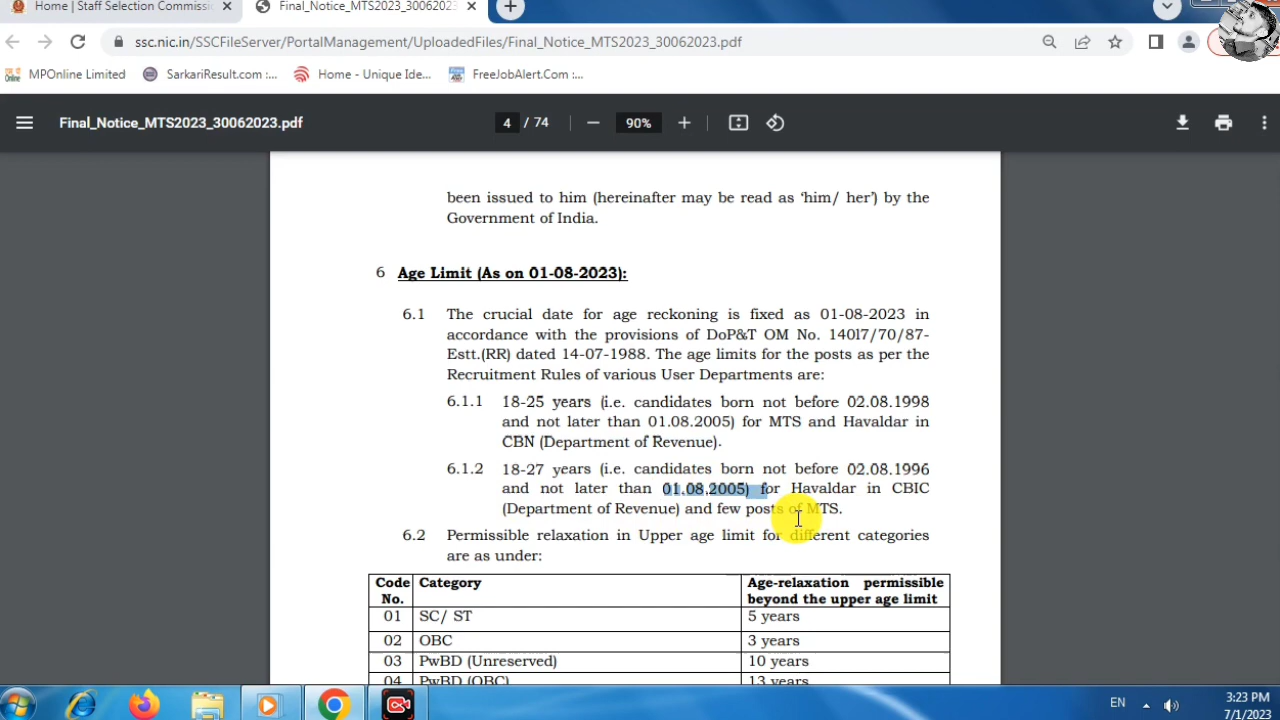 Home | Staff Selection Commissi
Final_Notice_MTS2023_30062023.p
ssc.nic.in/SSCFileServer/PortalManagement/UploadedFiles/Final_Notice_MTS2023_30062023.pdf
MPOnline Limited
SarkariResult.com :...
Home - Unique Ide...
FreeJobAlert.Com :...
Final_Notice_MTS2023_30062023.pdf
4 / 74
90%
been issued to him (hereinafter may be read as ‘him/ her’) by the
Government of India.
6 Age Limit (As on 01-08-2023):
6.1 The crucial date for age reckoning is fixed as 01-08-2023 in
accordance with the provisions of DoP&T OM No. 140l7/70/87-
Estt.(RR) dated 14-07-1988. The age limits for the posts as per the
Recruitment Rules of various User Departments are:
6.1.1 18-25 years (i.e. candidates born not before 02.08.1998
and not later than 01.08.2005) for MTS and Havaldar in
CBN (Department of Revenue).
6.1.2 18-27 years (i.e. candidates born not before 02.08.1996
and not later than 01.08.2005) for Havaldar in CBIC
(Department of Revenue) and few posts of MTS.
6.2 Permissible relaxation in Upper age limit for different categories
are as under:
Code Category Age-relaxation permissible
No. beyond the upper age limit
01 SC/ ST 5 years
02 OBC 3 years
03 PwBD (Unreserved) 10 years
04 PwBD (OBC) 13 years
EN
3:23 PM
7/1/2023